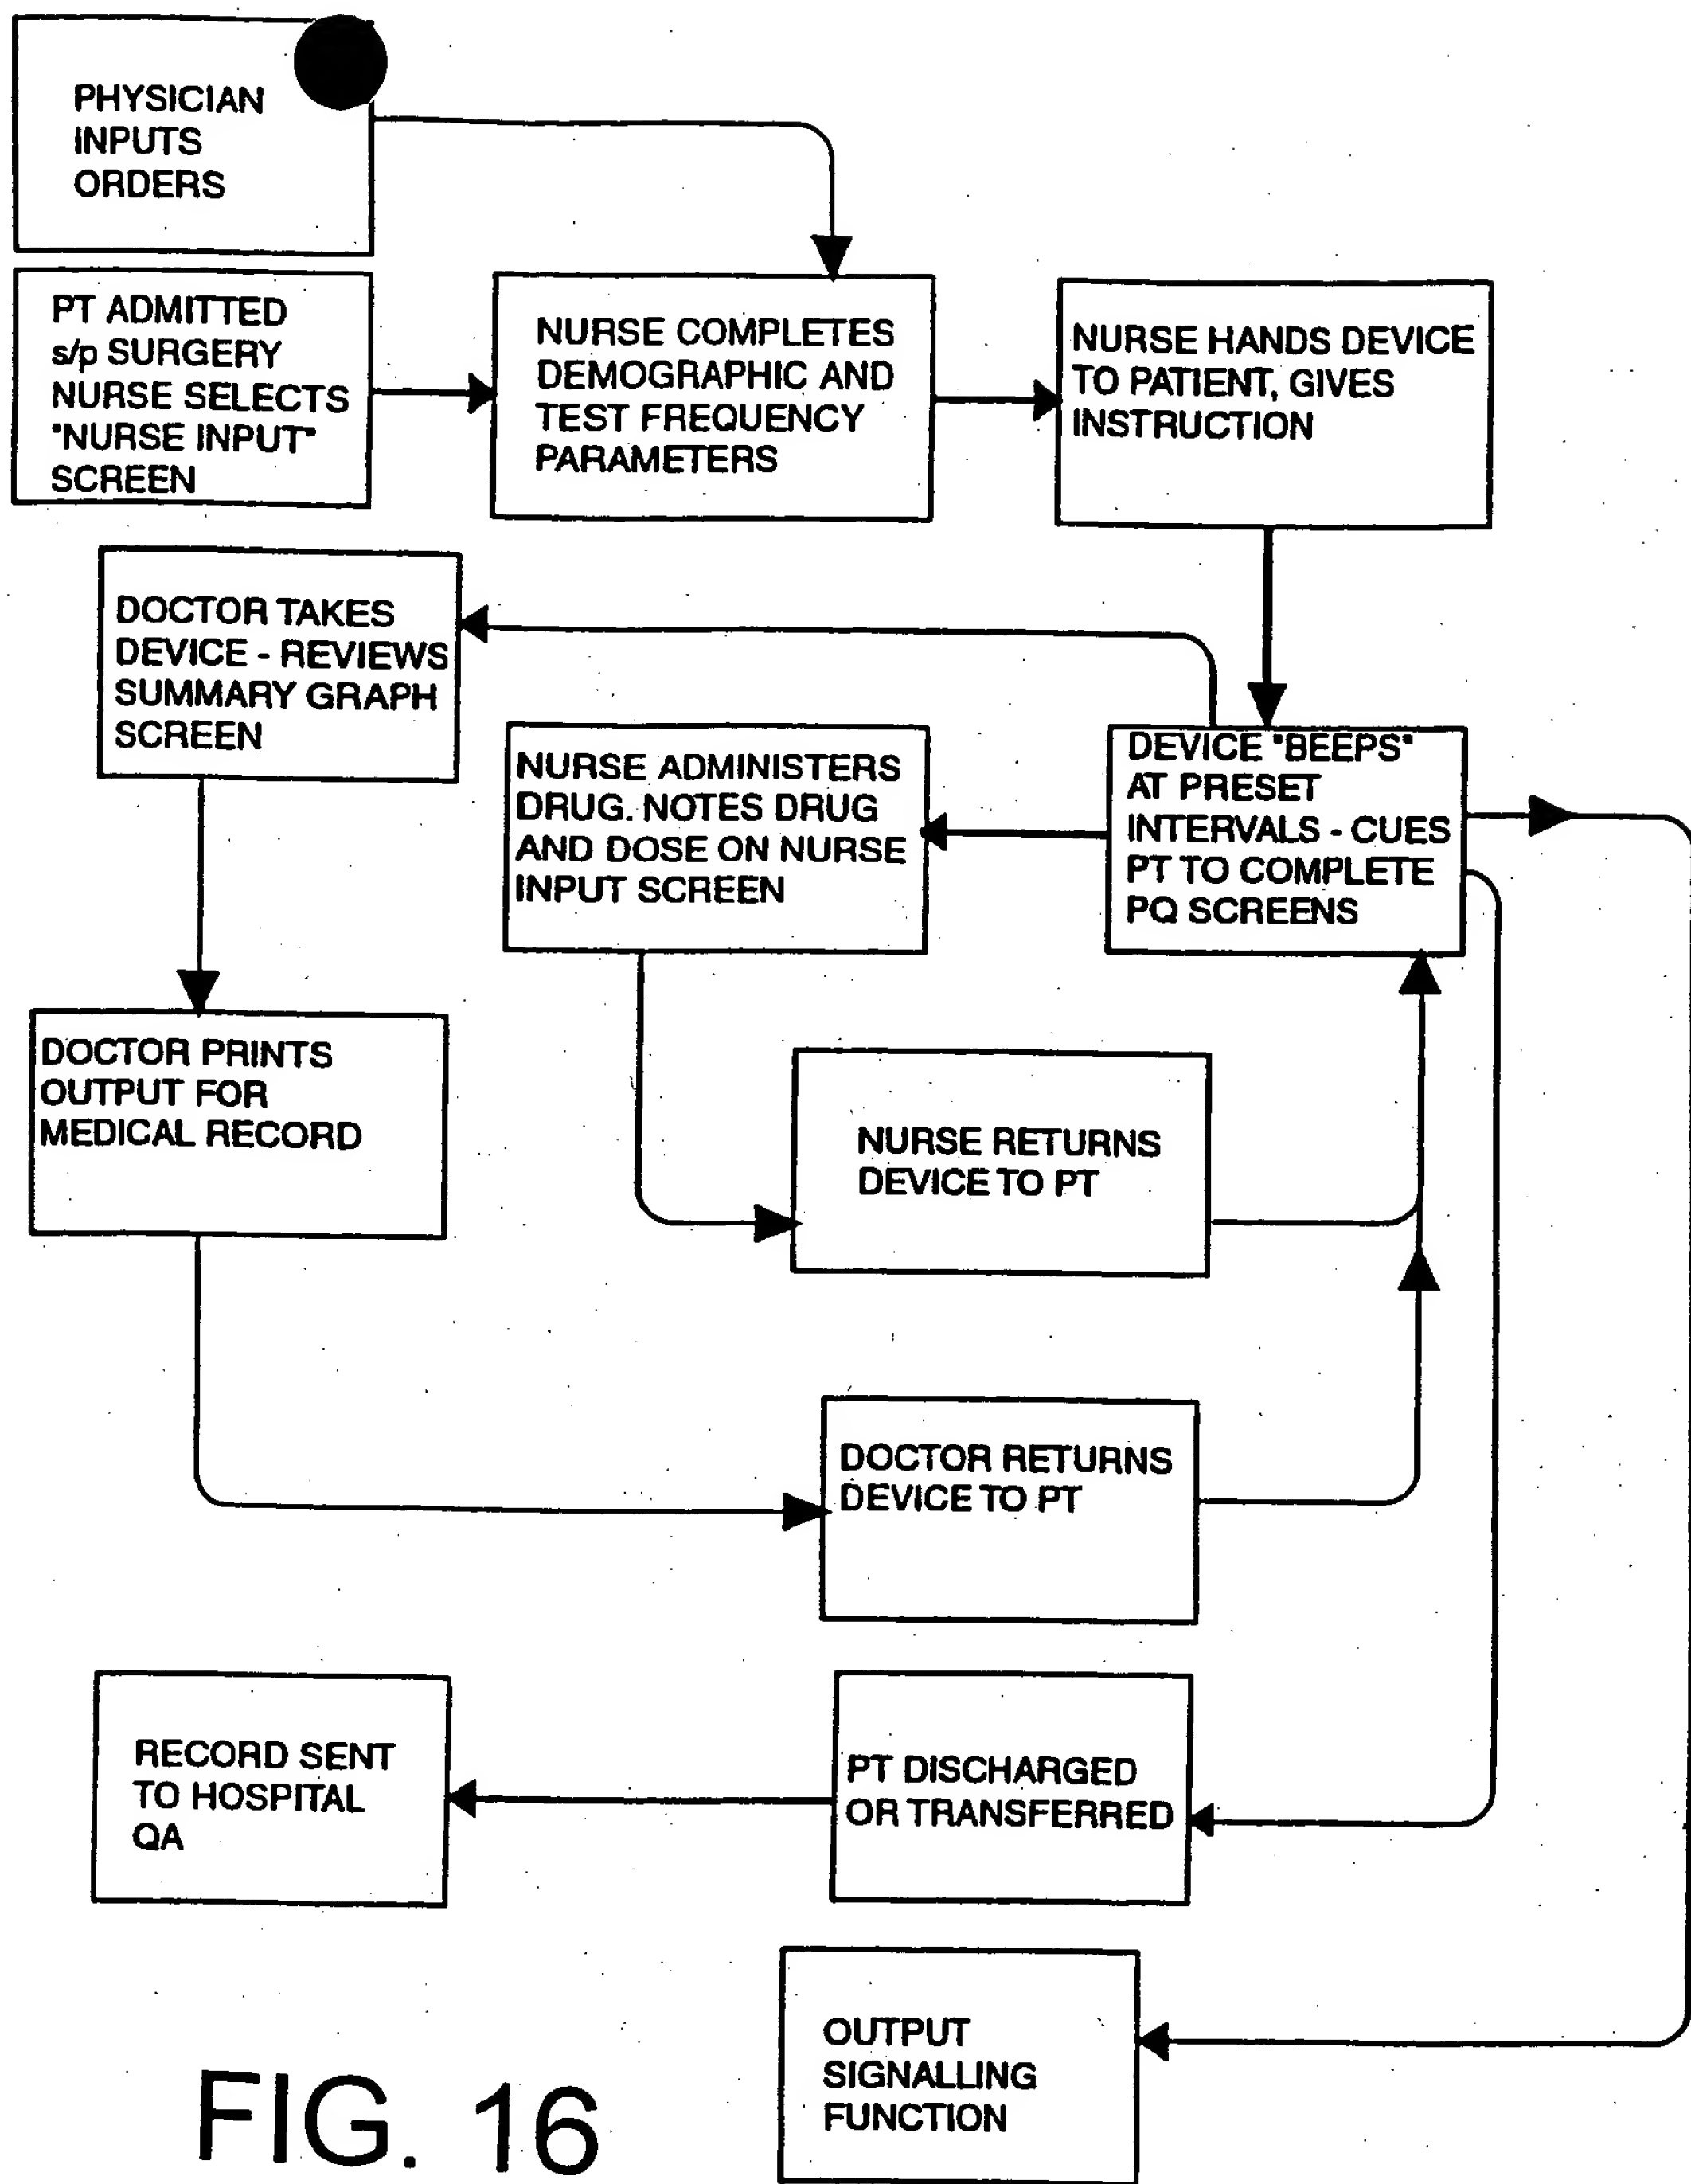 PHYSICIAN
INPUTS
ORDERS
PT ADMITTED
s/p SURGERY
NURSE SELECTS
"NURSE INPUT"
SCREEN
NURSE COMPLETES
DEMOGRAPHIC AND
TEST FREQUENCY
PARAMETERS
NURSE HANDS DEVICE
TO PATIENT, GIVES
INSTRUCTION
DOCTOR TAKES
DEVICE - REVIEWS
SUMMARY GRAPH
SCREEN
NURSE ADMINISTERS
DRUG. NOTES DRUG
AND DOSE ON NURSE
INPUT SCREEN
DEVICE "BEEPS"
AT PRESET
INTERVALS - CUES
PT TO COMPLETE
PQ SCREENS
DOCTOR PRINTS
OUTPUT FOR
MEDICAL RECORD
NURSE RETURNS
DEVICE TO PT
DOCTOR RETURNS
DEVICE TO PT
RECORD SENT
TO HOSPITAL
QA
PT DISCHARGED
OR TRANSFERRED
OUTPUT
SIGNALLING
FUNCTION
FIG. 16